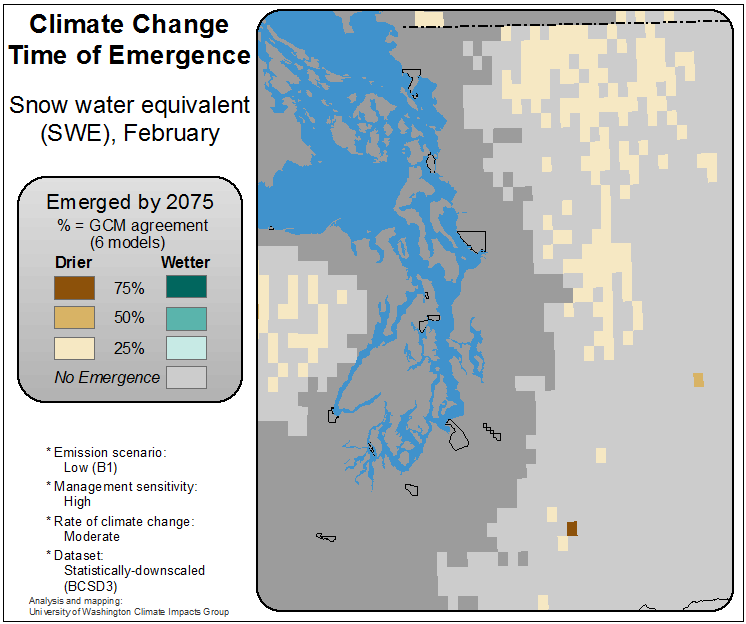 Climate Change
Time of Emergence
Snow water equivalent
(SWE), February
Emerged by 2075
% = GCM agreement
(6 models)
Drier Wetter
75%
50%
25%
No Emergence
* Emission scenario:
Low (B1)
* Management sensitivity:
High
* Rate of climate change:
Moderate
* Dataset:
Statistically-downscaled
(BCSD3)
Analysis and mapping:
University of Washington Climate Impacts Group